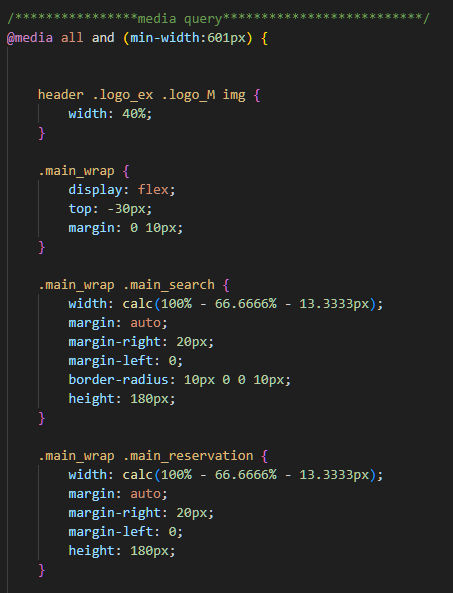 /****************media query**************************/
@media all and (min-width:601px) {
header .logo_ex .logo_M img {
width: 40%;
}
.main_wrap {
display: flex;
top: -30px;
margin: 0 10px;
}
.main_wrap .main_search {
width: calc(100% - 66.6666% - 13.3333px);
margin: auto;
margin-right: 20px;
margin-left: 0;
border-radius: 10px 0 0 10px;
height: 180px;
}
.main_wrap .main_reservation {
width: calc(100% - 66.6666% - 13.3333px);
margin: auto;
margin-right: 20px;
margin-left: 0;
height: 180px;
}